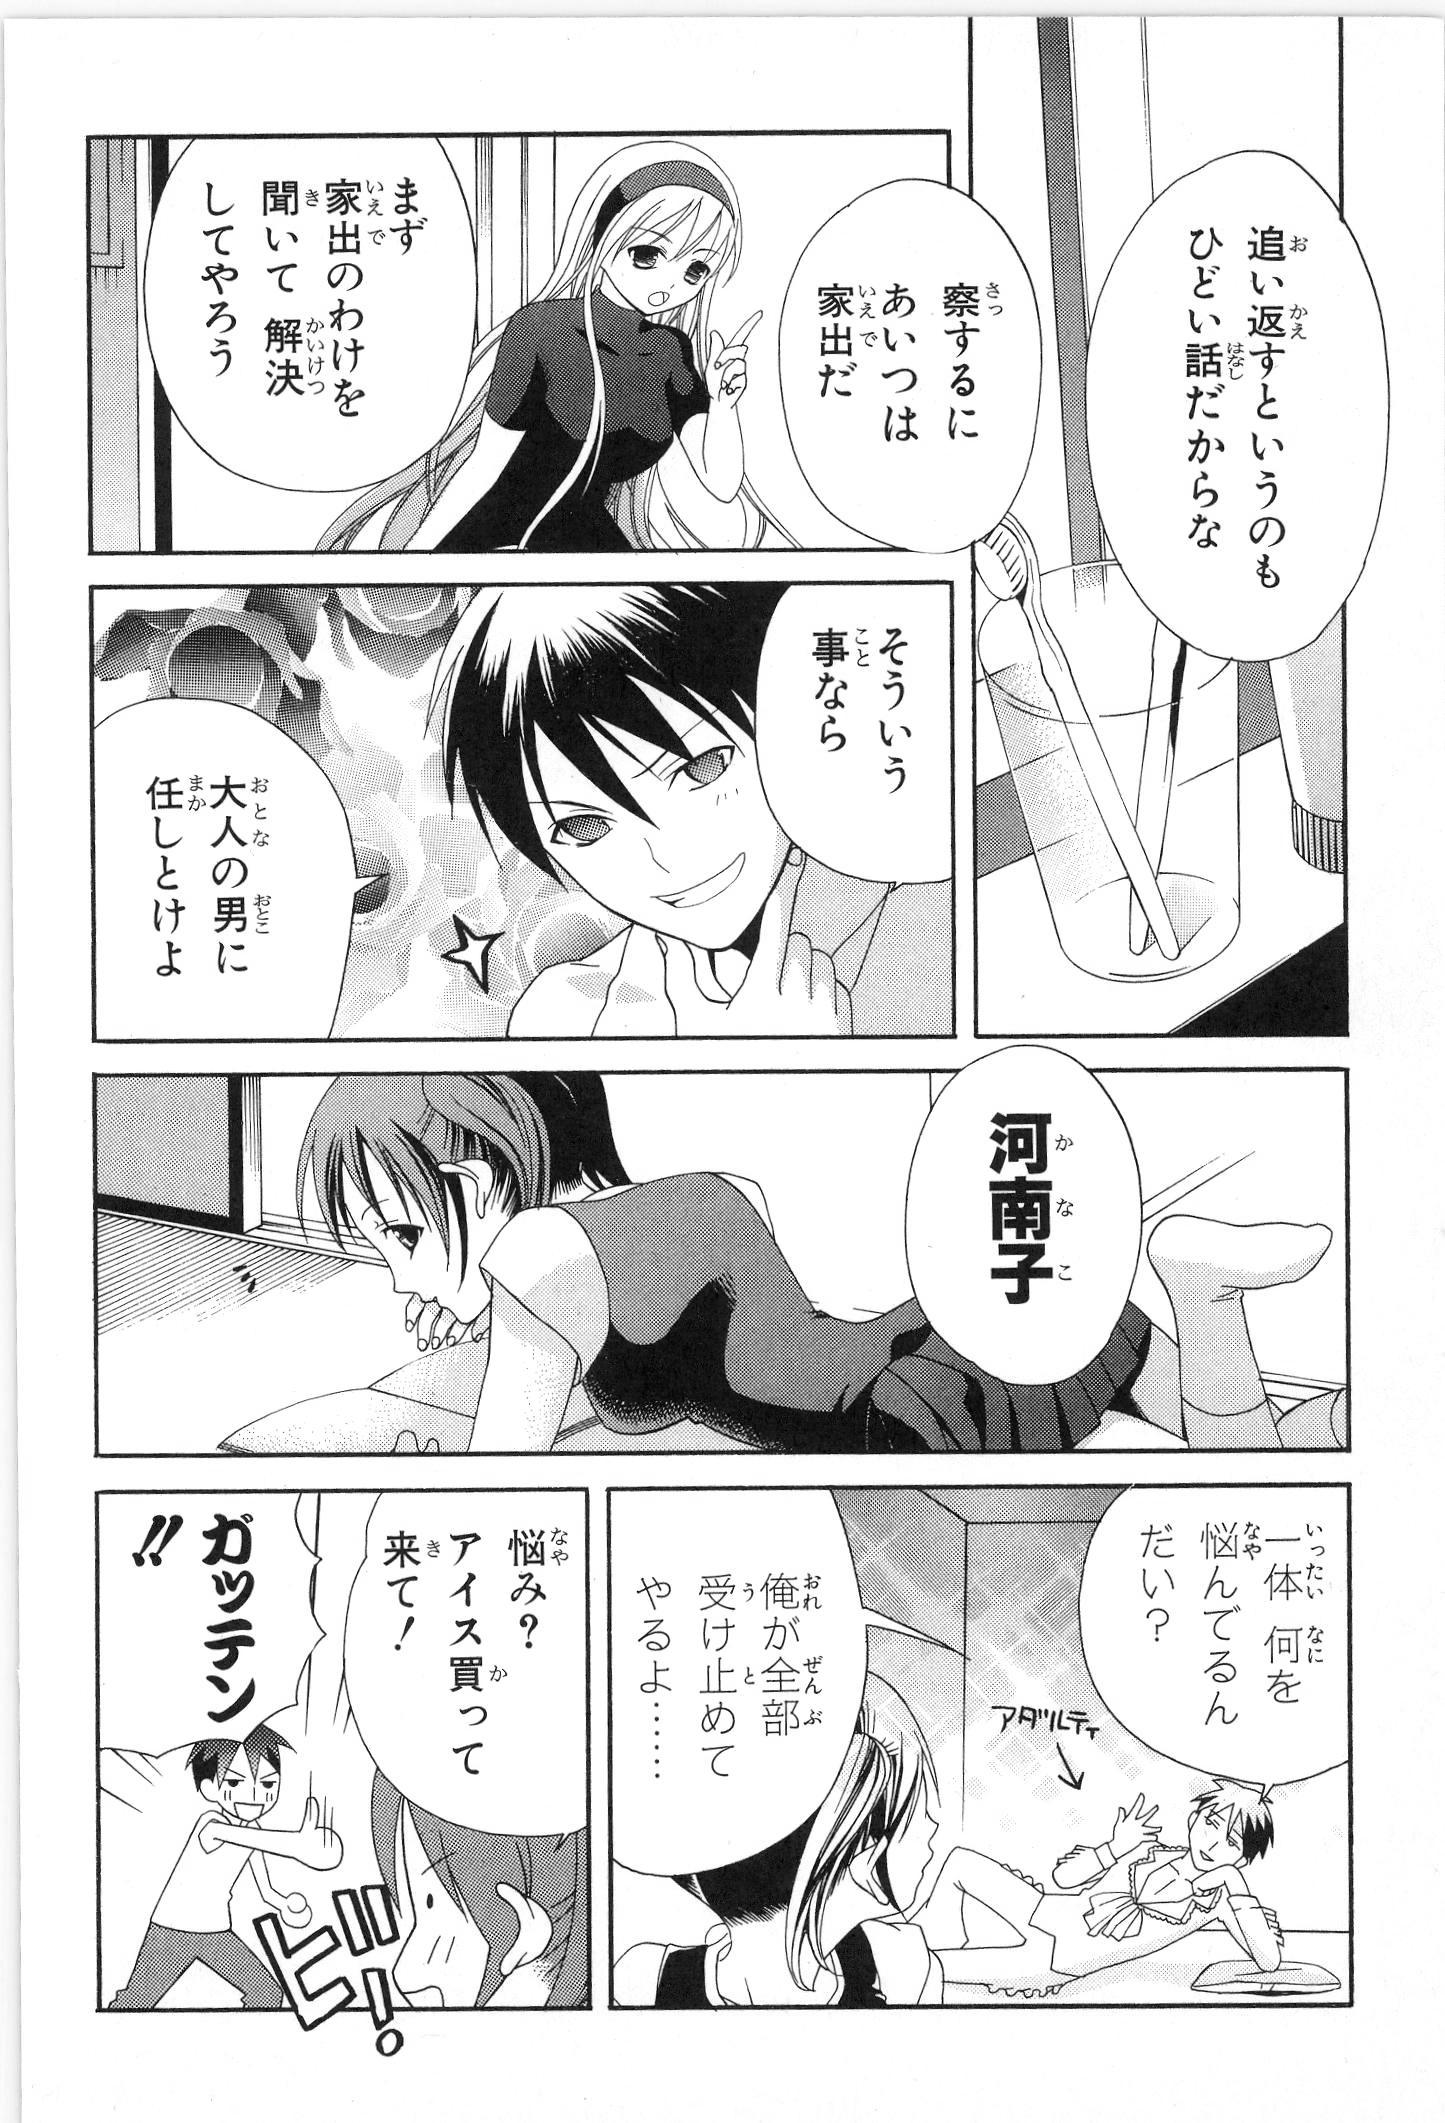 追い返すというのも
ひどい話だからな
察するに
あいつは
家出だ
まず
家出のわけを
聞いて 解決
してやろう
そういう
事なら
大人の男に
任しとけよ
河南子
一体 何を
悩んでるん
だい?
アダルティ
俺が全部
受け止めて
やるよ……
悩み?
アイス買って
来て!
ガッテン
!!
ビ!